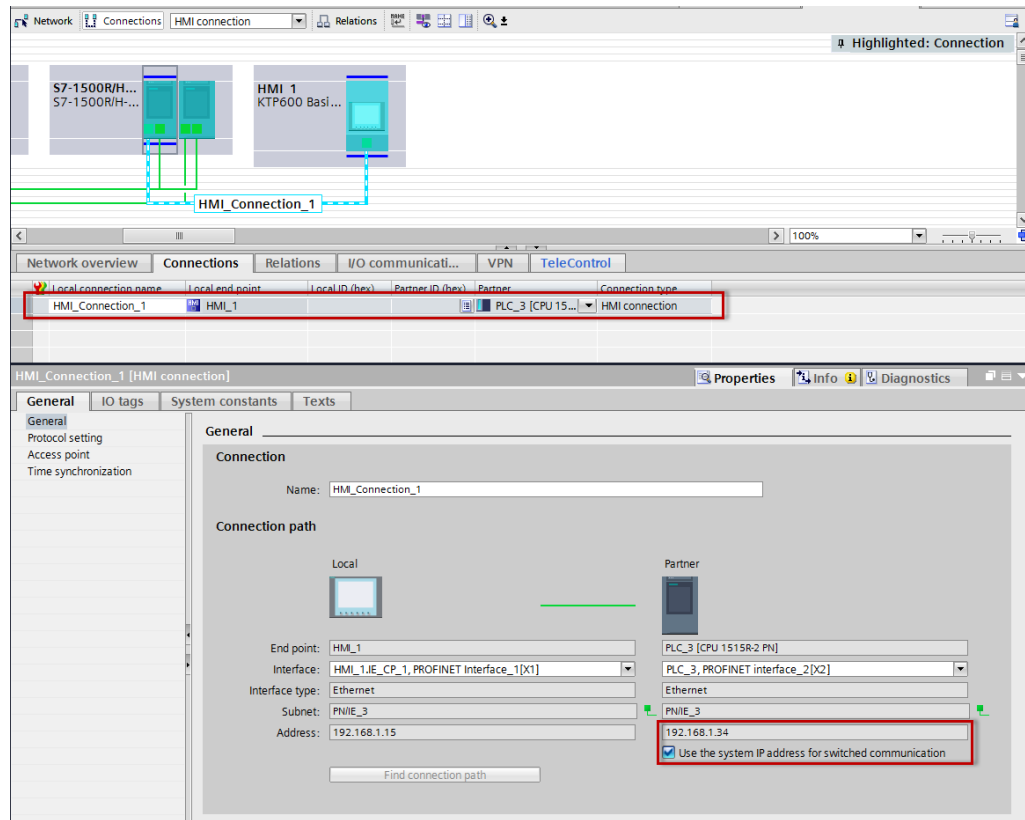 Network Connections HMI connection Relations
Highlighted: Connection
S7-1500R/H...
S7-1500R/H-...
HMI 1
KTP600 Basi...
HMI_Connection_1
100%
Network overview Connections Relations I/O communicati... VPN TeleControl
Local connection name Local end point Local ID (hex) Partner ID (hex) Partner Connection type
HMI_Connection_1 HMI_1 PLC_3 [CPU 15... HMI connection
HMI_Connection_1 [HMI connection] Properties Info Diagnostics
General IO tags System constants Texts
General
Protocol setting
Access point
Time synchronization
General
Connection
Name: HMI_Connection_1
Connection path
Local Partner
End point: HMI_1 PLC_3 [CPU 1515R-2 PN]
Interface: HMI_1.IE_CP_1, PROFINET Interface_1[X1] PLC_3, PROFINET interface_2[X2]
Interface type: Ethernet Ethernet
Subnet: PN/IE_3 PN/IE_3
Address: 192.168.1.15 192.168.1.34
Use the system IP address for switched communication
Find connection path